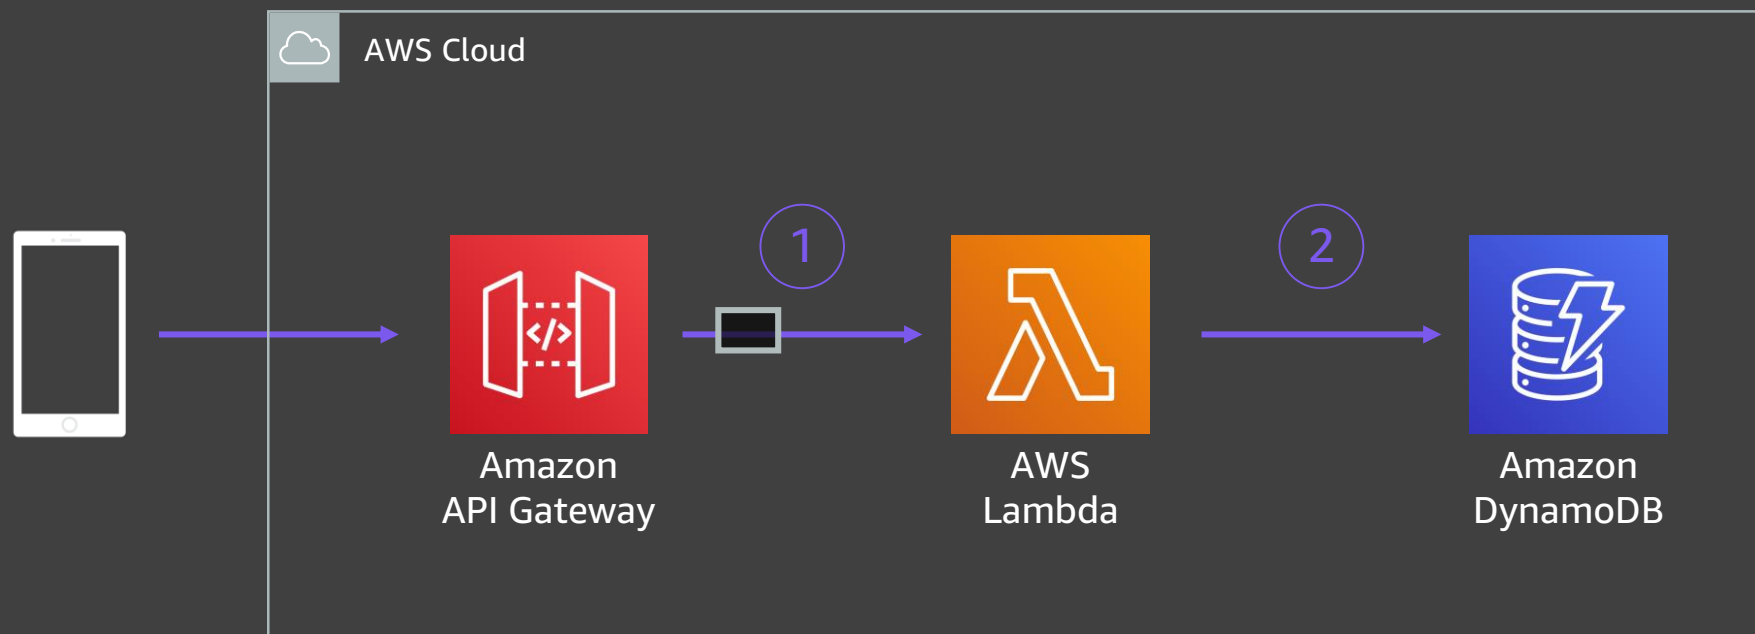 AWS Cloud
1
2
</>
Amazon
API Gateway
AWS
Lambda
Amazon
DynamoDB